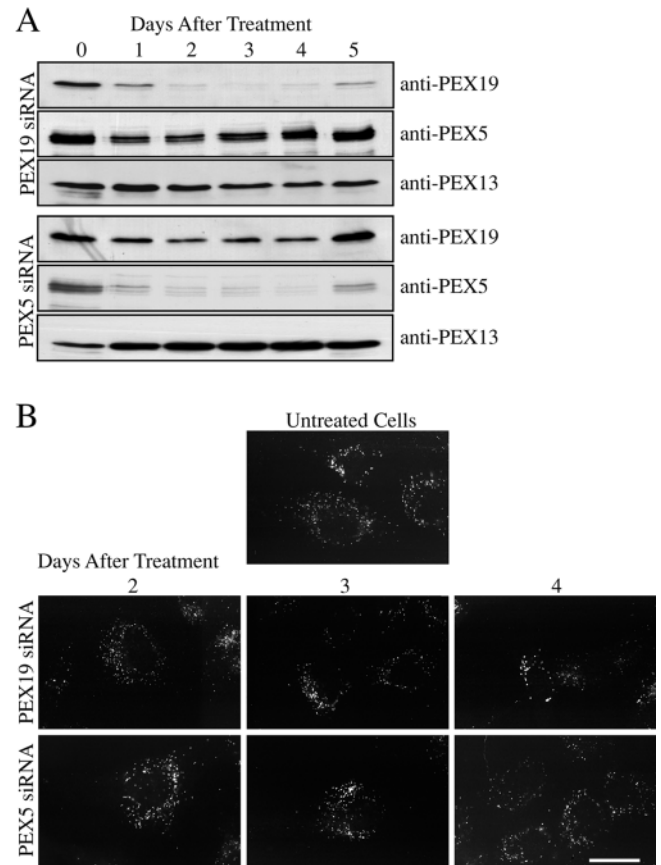 A
Days After Treatment
0 1 2 3 4 5
PEX19 siRNA
anti-PEX19
anti-PEX5
anti-PEX13
PEX5 siRNA
anti-PEX19
anti-PEX5
anti-PEX13
B
Untreated Cells
Days After Treatment
2 3 4
PEX19 siRNA
PEX5 siRNA